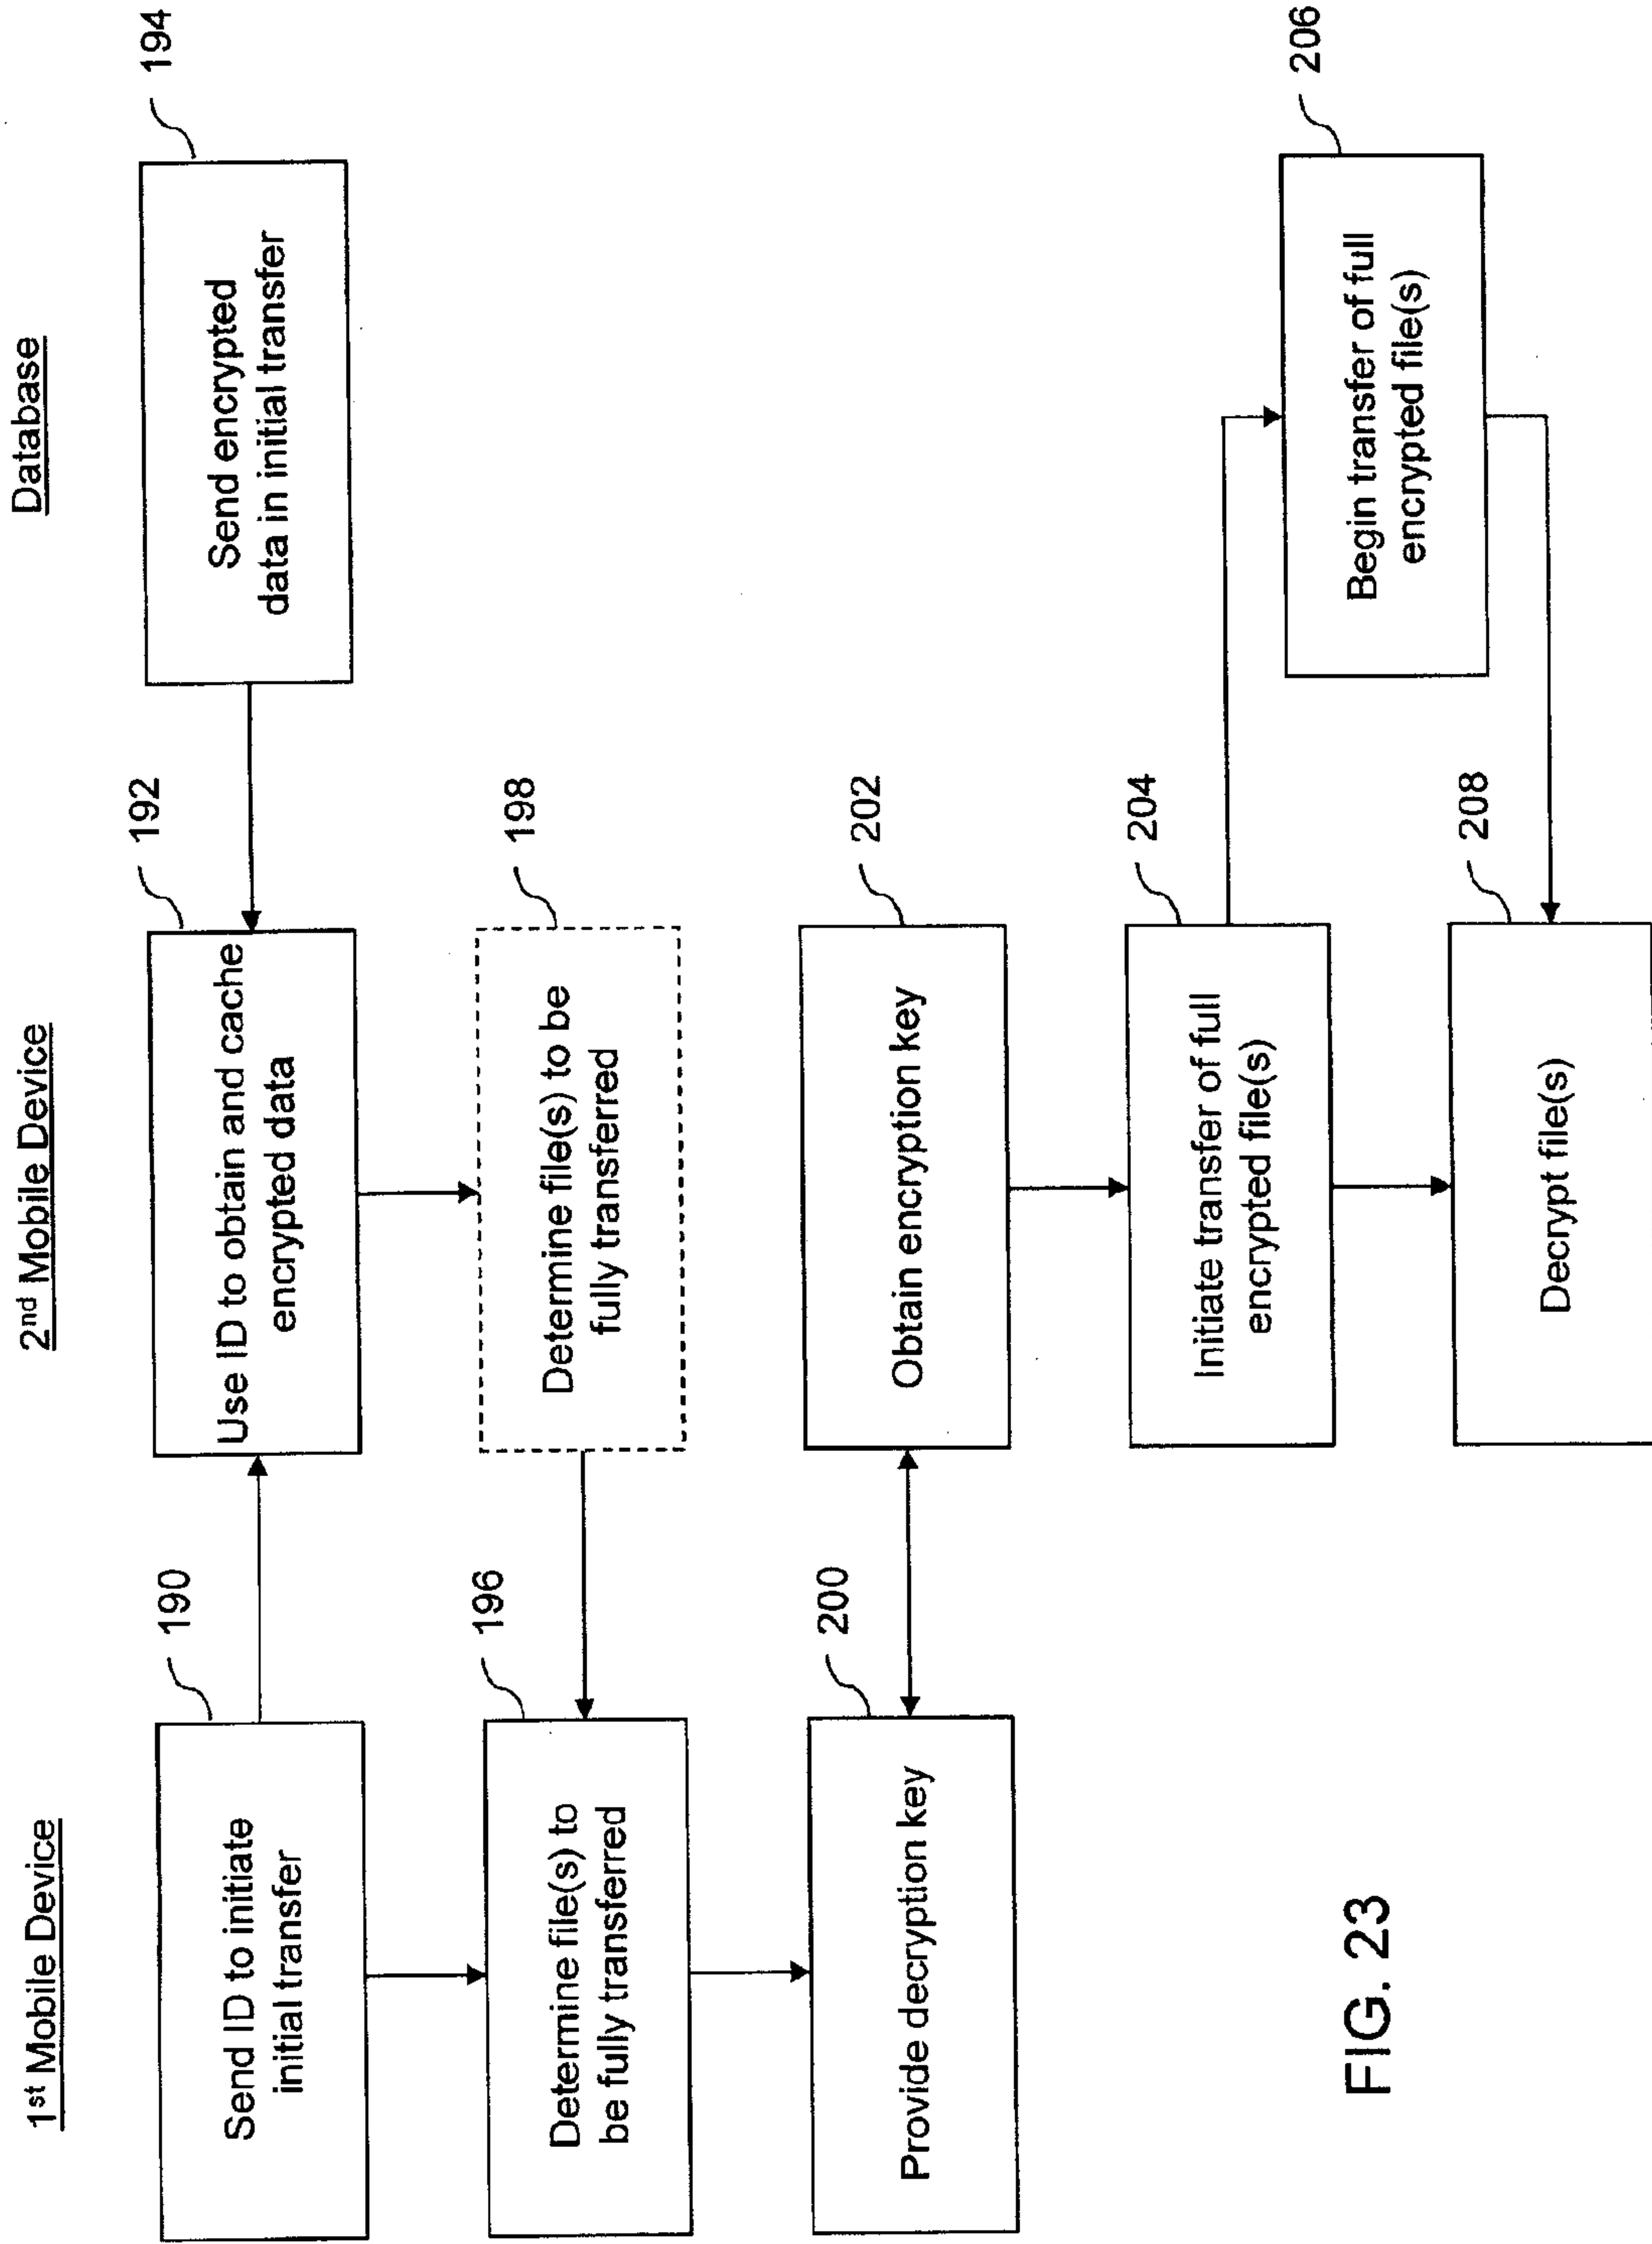 1st Mobile Device
2nd Mobile Device
Database
190
Send ID to initiate
initial transfer
192
Use ID to obtain and cache
encrypted data
194
Send encrypted
data in initial transfer
196
Determine file(s) to
be fully transferred
198
Determine file(s) to be
fully transferred
200
Provide decryption key
202
Obtain encryption key
204
Initiate transfer of full
encrypted file(s)
206
Begin transfer of full
encrypted file(s)
208
Decrypt file(s)
FIG. 23